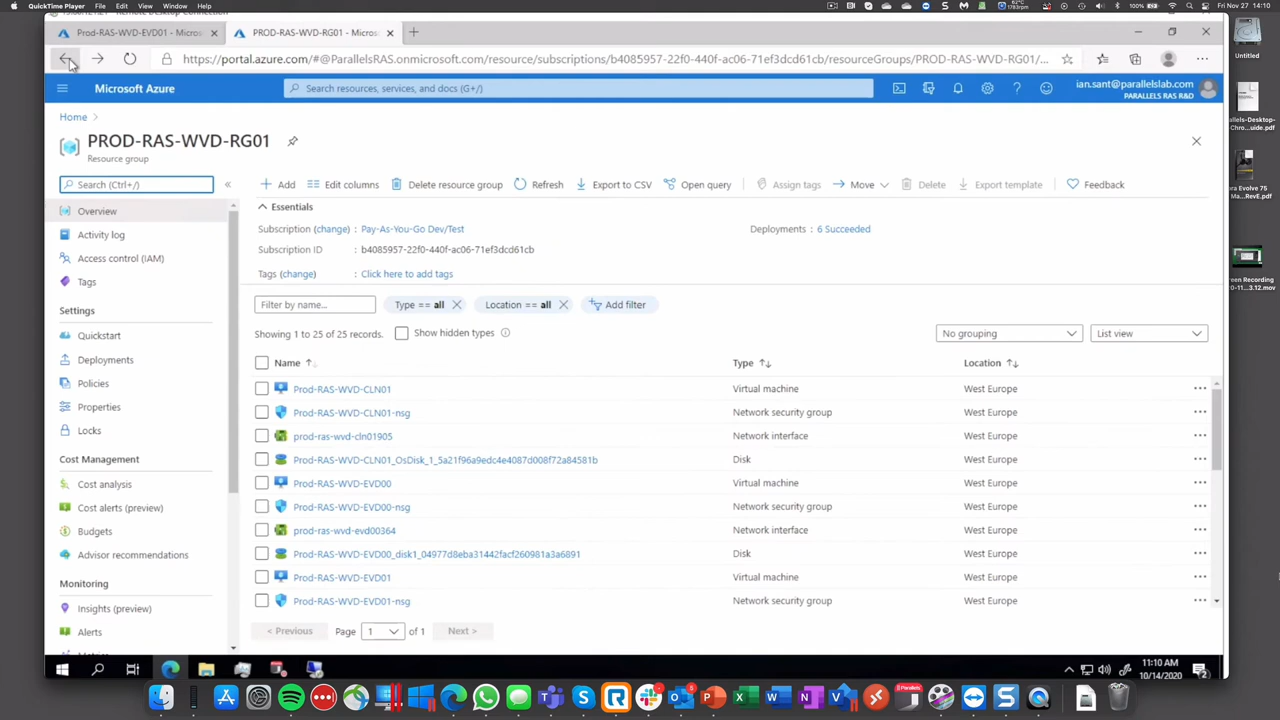 QuickTime Player File Edit View Window Help
Fri Nov 27 14:10
Prod-RAS-WVD-EVD01 - Micros
PROD-RAS-WVD-RG01 - Micros
https://portal.azure.com/#@ParallelsRAS.onmicrosoft.com/resource/subscriptions/b4085957-22f0-440f-ac06-71ef3dcd61cb/resourceGroups/PROD-RAS-WVD-RG01/...
Untitled
Microsoft Azure
Search resources, services, and docs (G+/)
ian.sant@parallelslab.com
PARALLELS RAS R&D
Home
PROD-RAS-WVD-RG01
Resource group
Search (Ctrl+/)
Add
Edit columns
Delete resource group
Refresh
Export to CSV
Open query
Assign tags
Move
Delete
Export template
Feedback
Overview
Activity log
Access control (IAM)
Tags
Settings
Quickstart
Deployments
Policies
Properties
Locks
Cost Management
Cost analysis
Cost alerts (preview)
Budgets
Advisor recommendations
Monitoring
Insights (preview)
Alerts
Essentials
Subscription (change) : Pay-As-You-Go Dev/Test
Deployments : 6 Succeeded
Subscription ID : b4085957-22f0-440f-ac06-71ef3dcd61cb
Tags (change) : Click here to add tags
Filter by name...
Type == all
Location == all
Add filter
Showing 1 to 25 of 25 records.
Show hidden types
No grouping
List view
Name Type Location
Prod-RAS-WVD-CLN01 Virtual machine West Europe
Prod-RAS-WVD-CLN01-nsg Network security group West Europe
prod-ras-wvd-cln01905 Network interface West Europe
Prod-RAS-WVD-CLN01_OsDisk_1_5a21f96a9edc4e4087d008f72a84581b Disk West Europe
Prod-RAS-WVD-EVD00 Virtual machine West Europe
Prod-RAS-WVD-EVD00-nsg Network security group West Europe
prod-ras-wvd-evd00364 Network interface West Europe
Prod-RAS-WVD-EVD00_disk1_04977d8eba31442facf260981a3a6891 Disk West Europe
Prod-RAS-WVD-EVD01 Virtual machine West Europe
Prod-RAS-WVD-EVD01-nsg Network security group West Europe
< Previous
Page 1 of 1
Next >
11:10 AM
10/14/2020